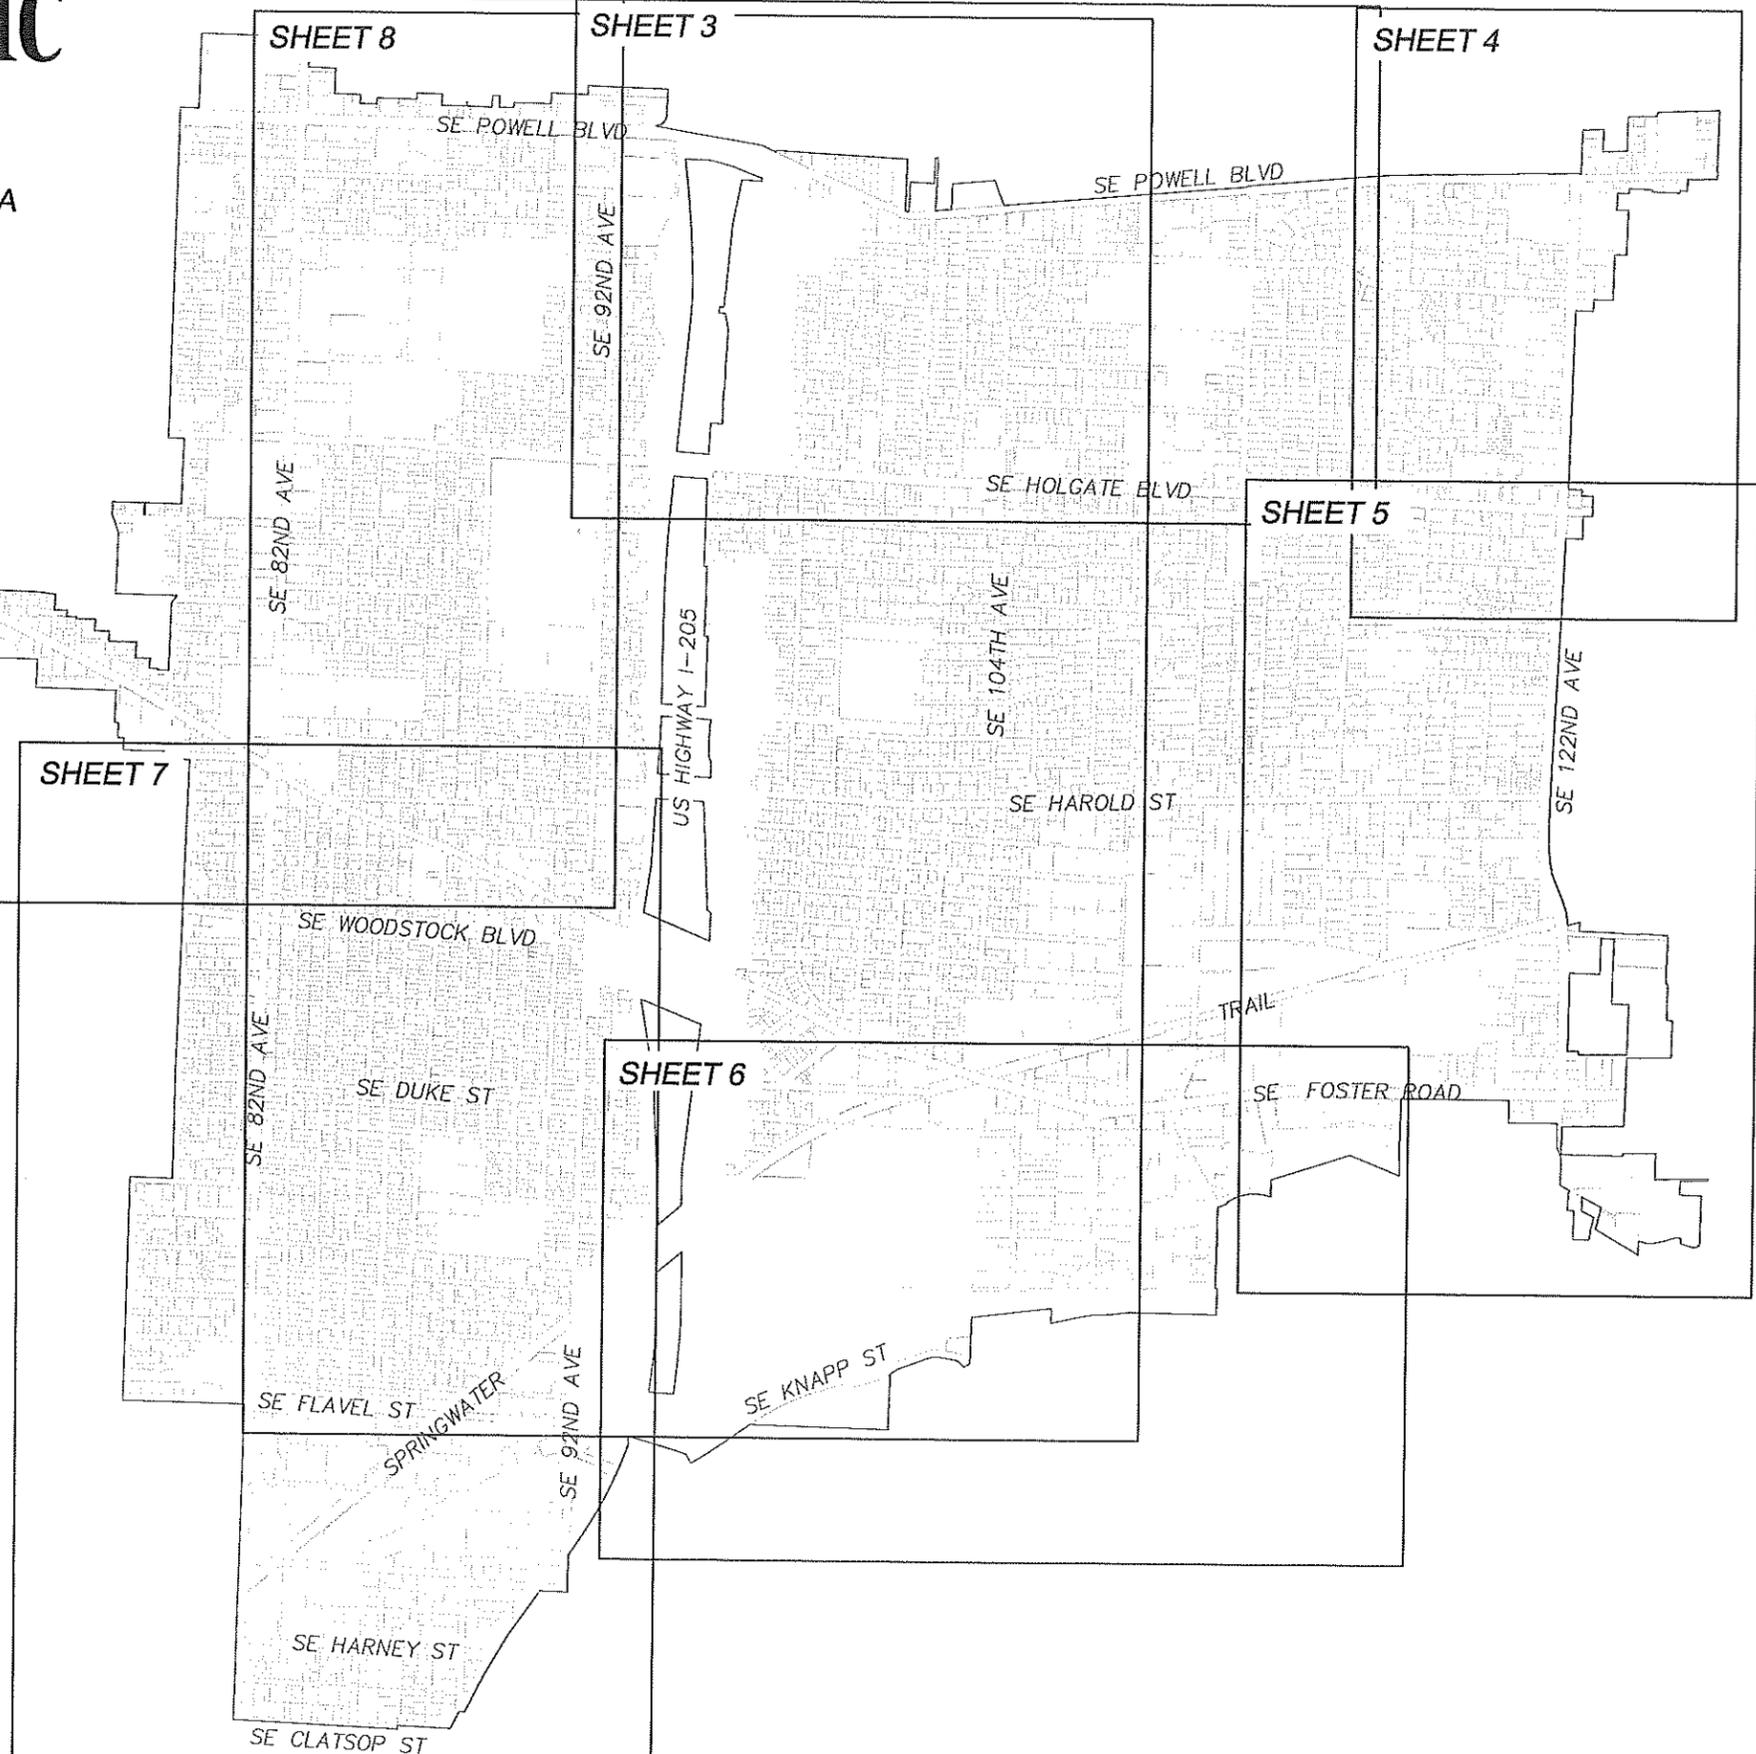 SHEET 8
SHEET 3
SHEET 4
SE POWELL BLVD
A
SE POWELL BLVD
SE 92ND AVE
SE 82ND AVE
SE HOLGATE BLVD
SHEET 5
SE 104TH AVE
US HIGHWAY I-205
SE 122ND AVE
SHEET 7
SE HAROLD ST
SE WOODSTOCK BLVD
TRAIL
SE 82ND AVE
SE DUKE ST
SHEET 6
SE FOSTER ROAD
SE KNAPP ST
SE FLAVEL ST
SPRINGWATER
SE 92ND AVE
SE HARNEY ST
SE CLATSOP ST